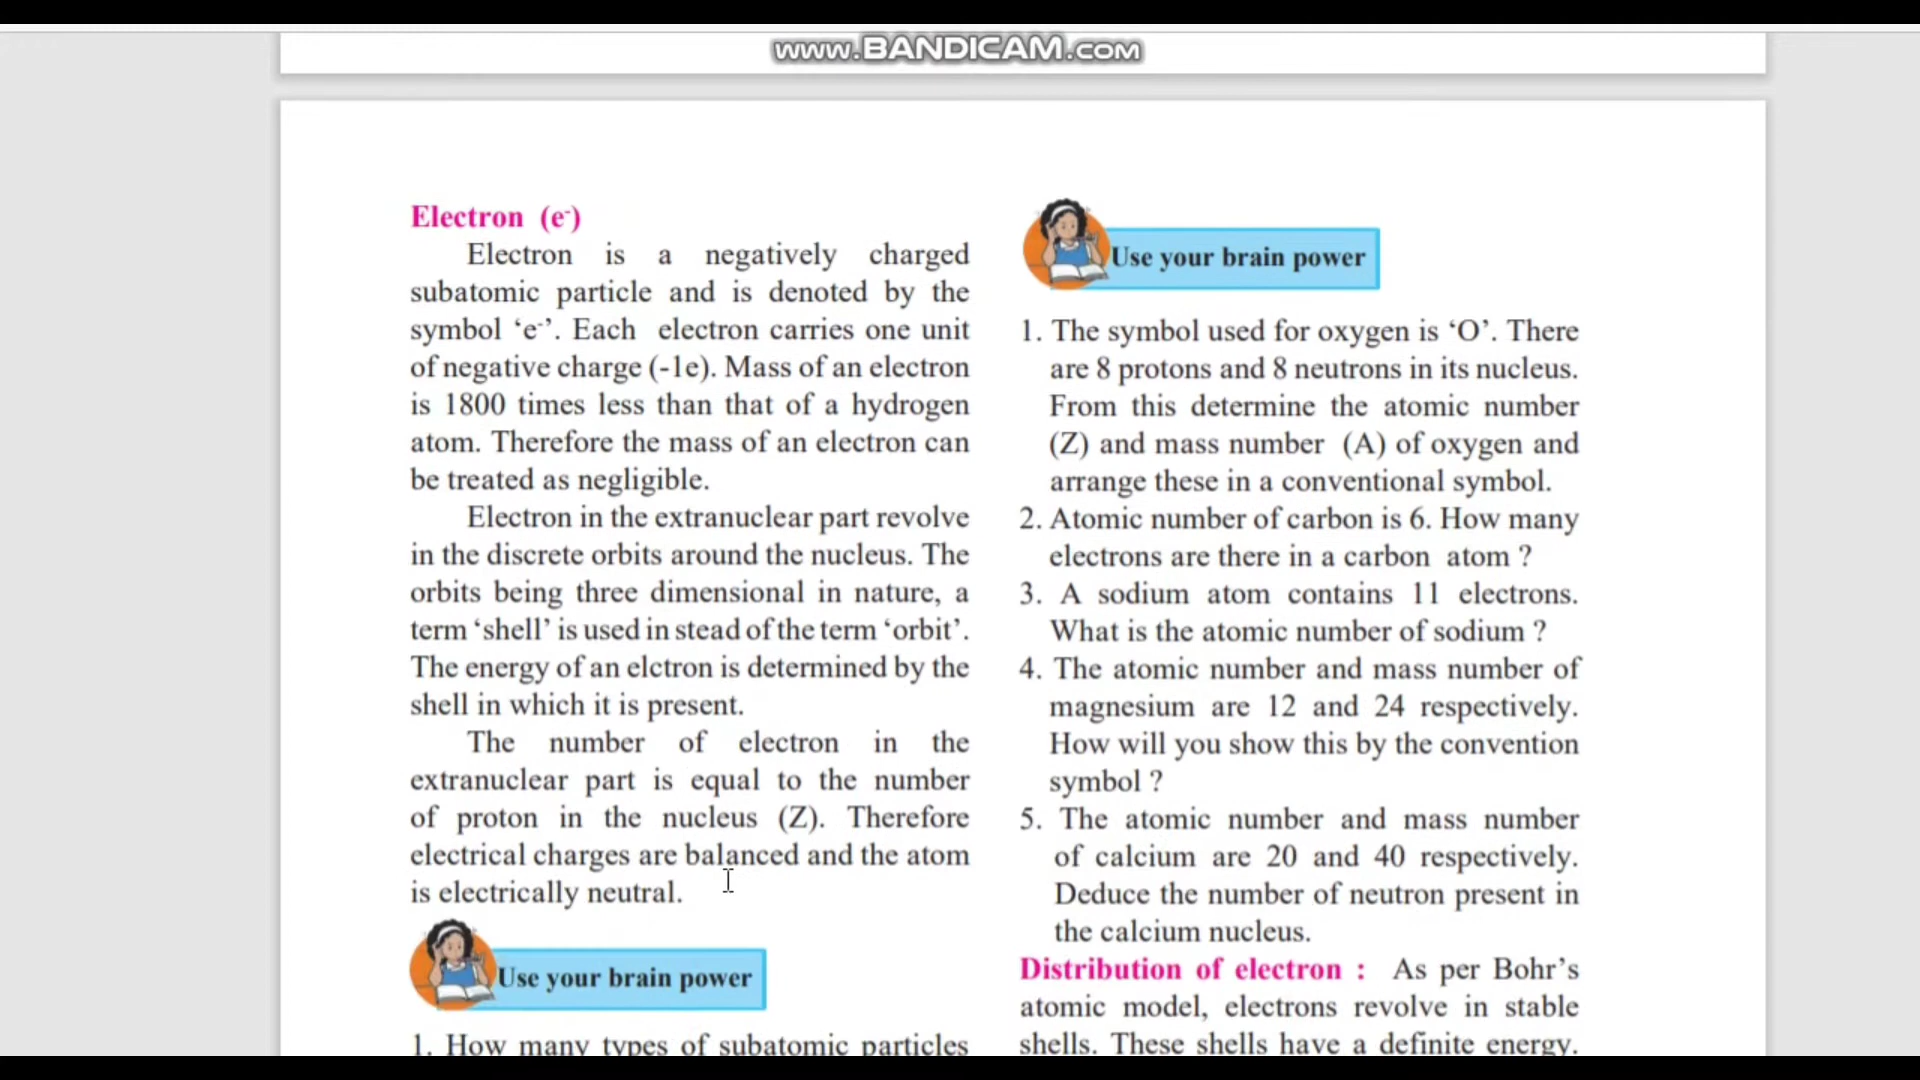 www.BANDICAM.com
Electron (e-)
Electron is a negatively charged
subatomic particle and is denoted by the
symbol ‘e-’. Each electron carries one unit
of negative charge (-1e). Mass of an electron
is 1800 times less than that of a hydrogen
atom. Therefore the mass of an electron can
be treated as negligible.
Electron in the extranuclear part revolve
in the discrete orbits around the nucleus. The
orbits being three dimensional in nature, a
term ‘shell’ is used in stead of the term ‘orbit’.
The energy of an elctron is determined by the
shell in which it is present.
The number of electron in the
extranuclear part is equal to the number
of proton in the nucleus (Z). Therefore
electrical charges are balanced and the atom
is electrically neutral.
Use your brain power
1. How many types of subatomic particles
Use your brain power
1. The symbol used for oxygen is ‘O’. There
are 8 protons and 8 neutrons in its nucleus.
From this determine the atomic number
(Z) and mass number (A) of oxygen and
arrange these in a conventional symbol.
2. Atomic number of carbon is 6. How many
electrons are there in a carbon atom ?
3. A sodium atom contains 11 electrons.
What is the atomic number of sodium ?
4. The atomic number and mass number of
magnesium are 12 and 24 respectively.
How will you show this by the convention
symbol ?
5. The atomic number and mass number
of calcium are 20 and 40 respectively.
Deduce the number of neutron present in
the calcium nucleus.
Distribution of electron : As per Bohr’s
atomic model, electrons revolve in stable
shells. These shells have a definite energy.